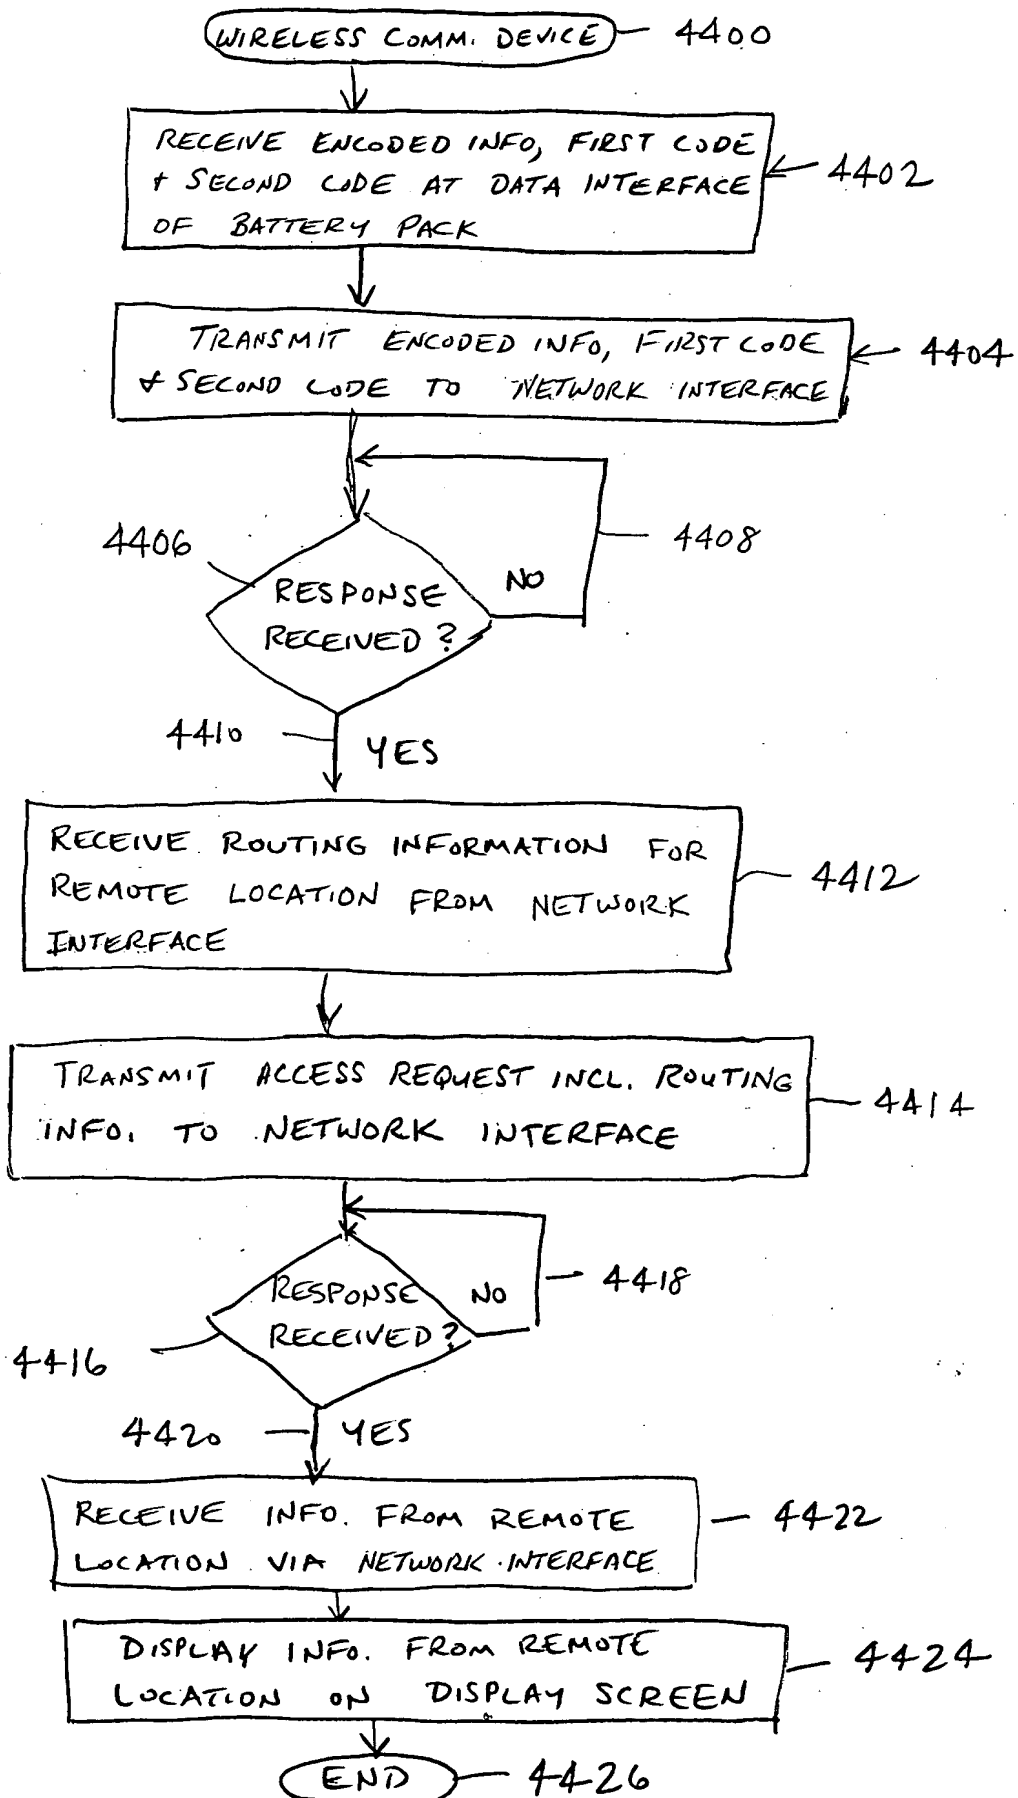 WIRELESS COMM. DEVICE
4400
RECEIVE ENCODED INFO, FIRST CODE
+ SECOND CODE AT DATA INTERFACE
OF BATTERY PACK
4402
TRANSMIT ENCODED INFO, FIRST CODE
+ SECOND CODE TO NETWORK INTERFACE
4404
4406
RESPONSE
RECEIVED?
NO
4408
4410
YES
RECEIVE ROUTING INFORMATION FOR
REMOTE LOCATION FROM NETWORK
INTERFACE
4412
TRANSMIT ACCESS REQUEST INCL. ROUTING
INFO. TO NETWORK INTERFACE
4414
RESPONSE
RECEIVED?
NO
4418
4416
4420
YES
RECEIVE INFO. FROM REMOTE
LOCATION VIA NETWORK INTERFACE
4422
DISPLAY INFO. FROM REMOTE
LOCATION ON DISPLAY SCREEN
4424
END
4426